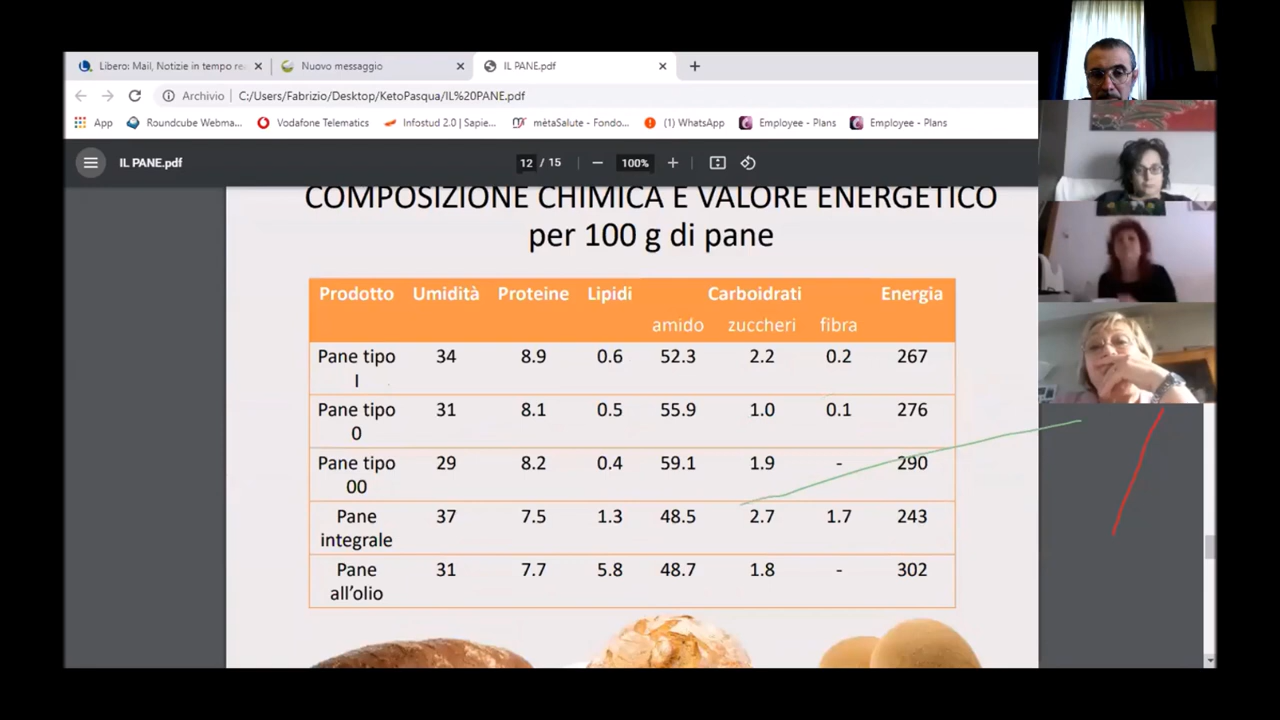 Libero: Mail, Notizie in tempo re
Nuovo messaggio
IL PANE.pdf
Archivio
C:/Users/Fabrizio/Desktop/KetoPasqua/IL%20PANE.pdf
App
Roundcube Webma...
Vodafone Telematics
Infostud 2.0 | Sapie...
mètaSalute - Fondo...
(1) WhatsApp
Employee - Plans
Employee - Plans
IL PANE.pdf
12 / 15
100%
COMPOSIZIONE CHIMICA E VALORE ENERGETICO
per 100 g di pane
Prodotto Umidità Proteine Lipidi Carboidrati Energia
amido zuccheri fibra
Pane tipo 34 8.9 0.6 52.3 2.2 0.2 267
I
Pane tipo 31 8.1 0.5 55.9 1.0 0.1 276
0
Pane tipo 29 8.2 0.4 59.1 1.9 - 290
00
Pane 37 7.5 1.3 48.5 2.7 1.7 243
integrale
Pane 31 7.7 5.8 48.7 1.8 - 302
all’olio